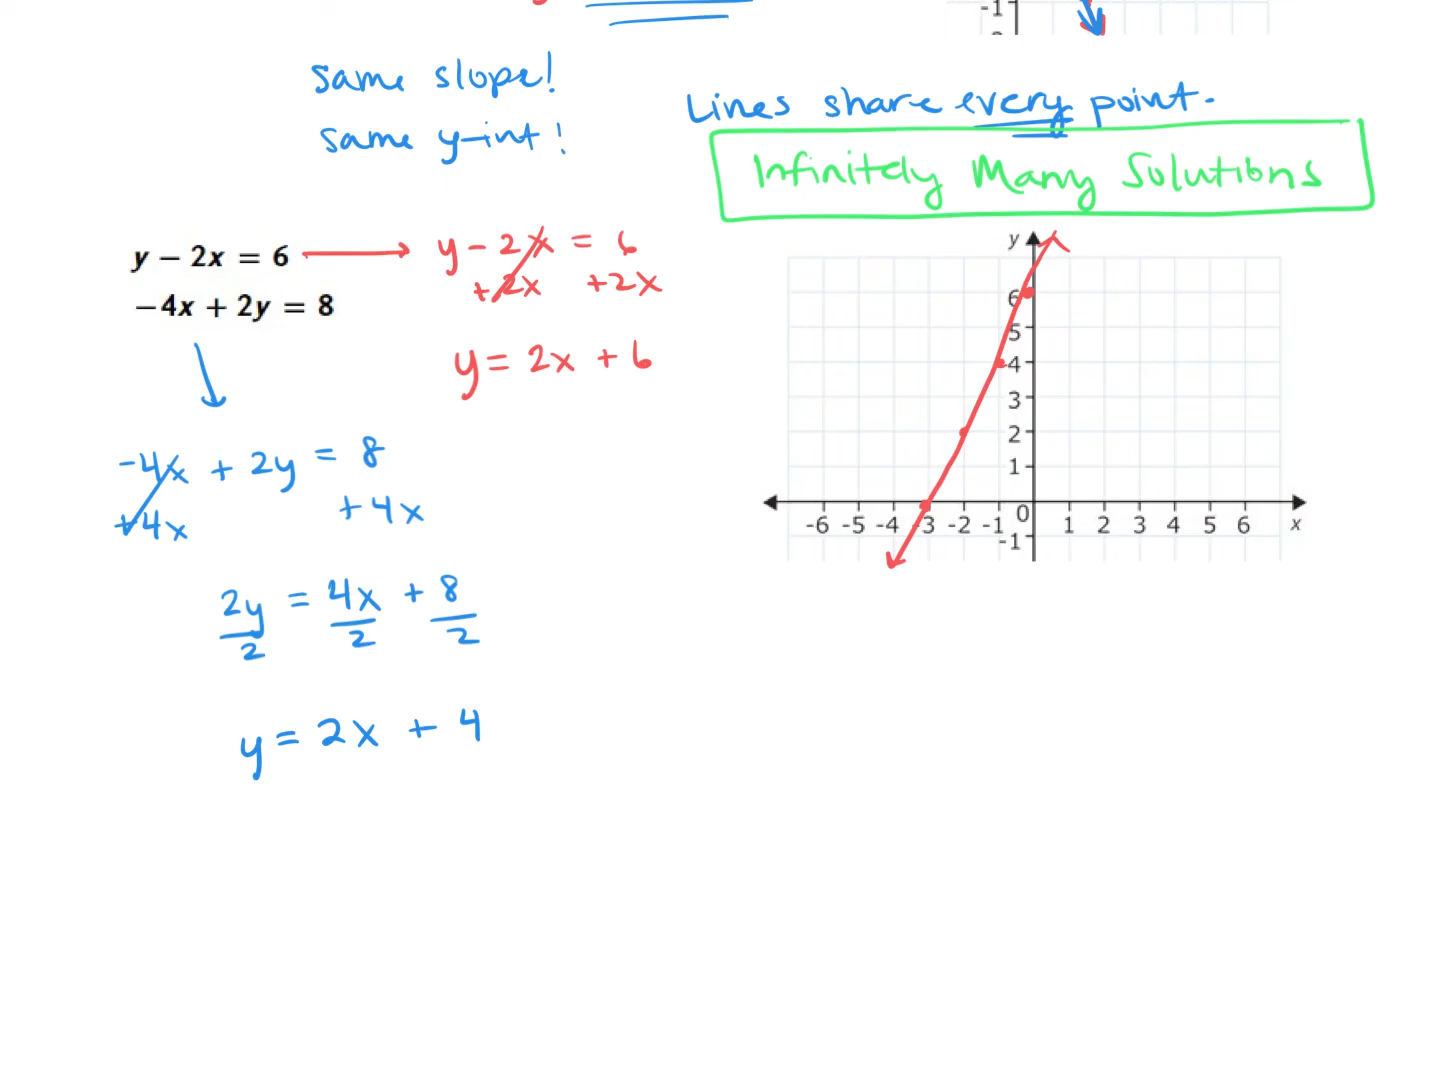 -1
same slope!
same y-int!
Lines share every point.
Infinitely Many Solutions
y − 2x = 6
−4x + 2y = 8
y - 2x = 6
+2x +2x
y = 2x + 6
-4x + 2y = 8
+4x +4x
2y = 4x + 8
2 2 2
y = 2x + 4
y
6
5
4
3
2
1
0
-6 -5 -4 -3 -2 -1 1 2 3 4 5 6 x
-1